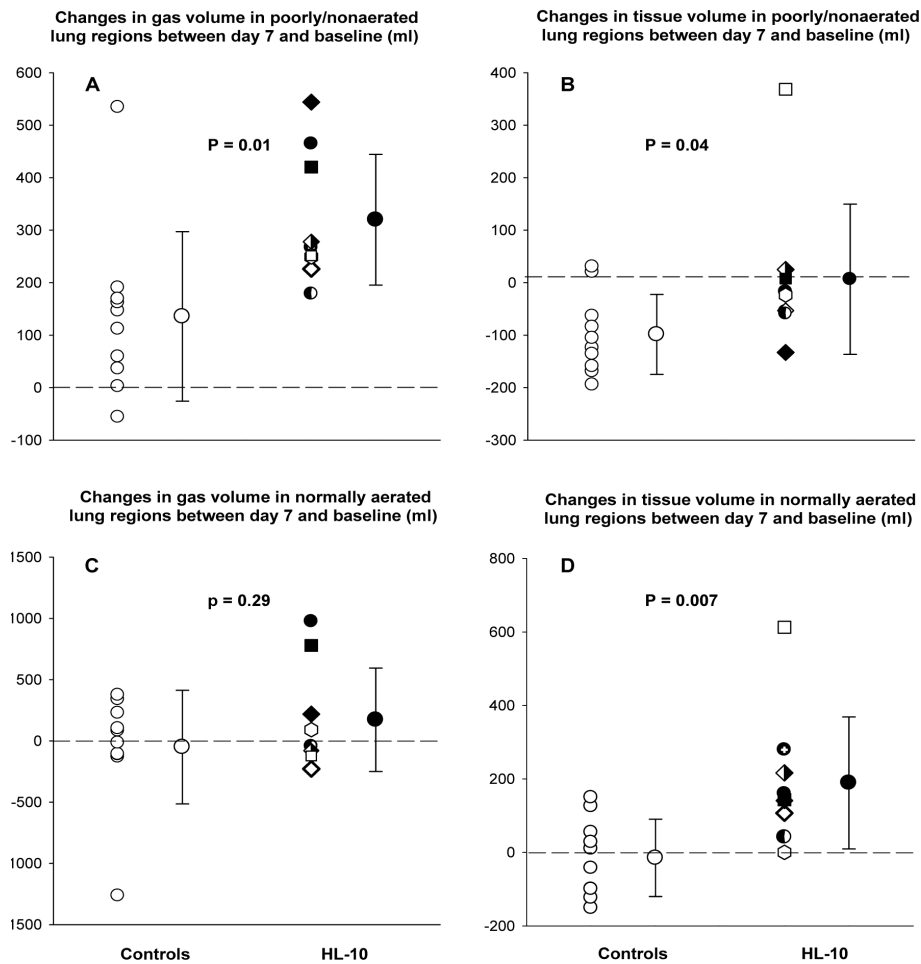 Changes in gas volume in poorly/nonaerated
lung regions between day 7 and baseline (ml)
A
P = 0.01
600
500
400
300
200
100
0
-100
Changes in tissue volume in poorly/nonaerated
lung regions between day 7 and baseline (ml)
B
P = 0.04
400
300
200
100
0
-100
-200
-300
Changes in gas volume in normally aerated
lung regions between day 7 and baseline (ml)
C
p = 0.29
1500
1000
500
0
-500
1000
1500
Controls
HL-10
Changes in tissue volume in normally aerated
lung regions between day 7 and baseline (ml)
D
P = 0.007
800
600
400
200
0
-200
Controls
HL-10